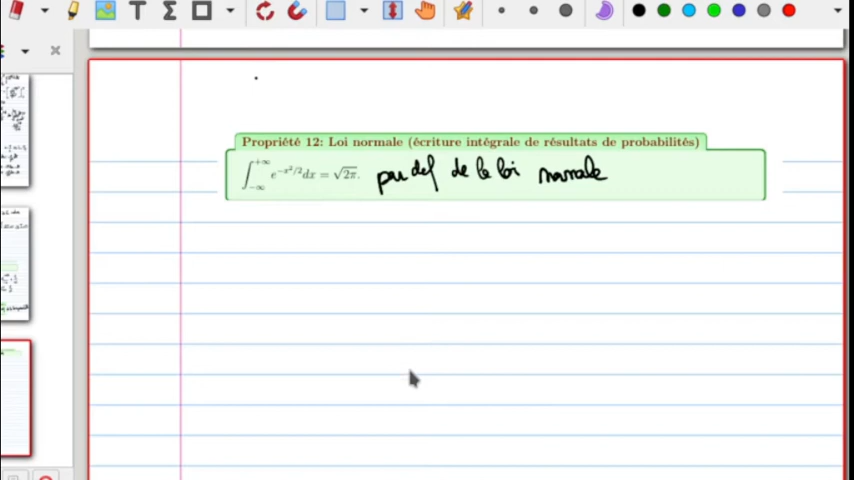 Propriété 12: Loi normale (écriture intégrale de résultats de probabilités)
∫_{-∞}^{+∞} e^{-x²/2}dx = √2π. par def de la loi normale